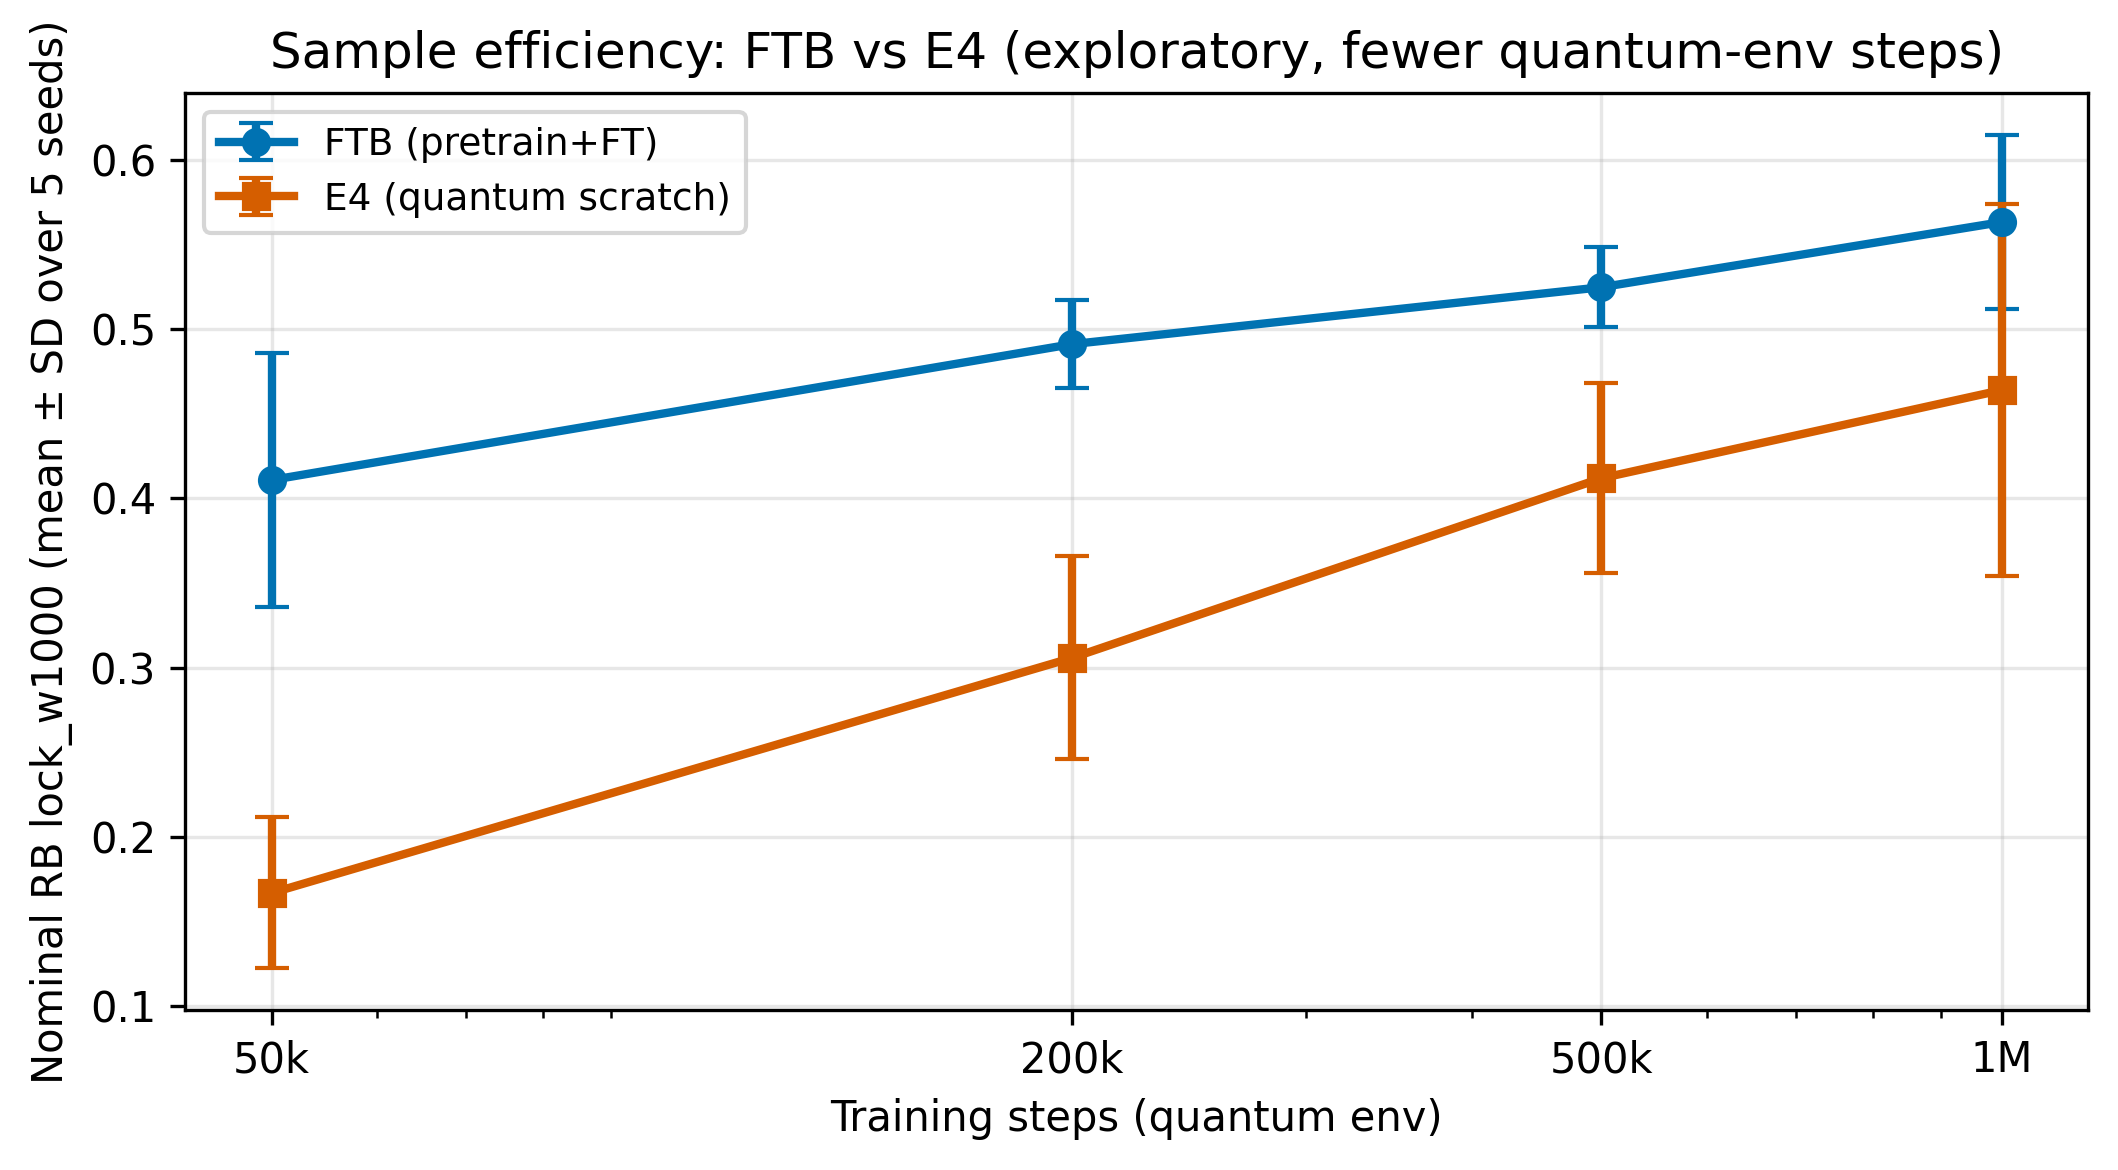 Sample efficiency: FTB vs E4 (exploratory, fewer quantum-env steps)
FTB (pretrain+FT)
E4 (quantum scratch)
Nominal RB lock_w1000 (mean ± SD over 5 seeds)
0.6
0.5
0.4
0.3
0.2
0.1
50k 200k 500k 1M
Training steps (quantum env)